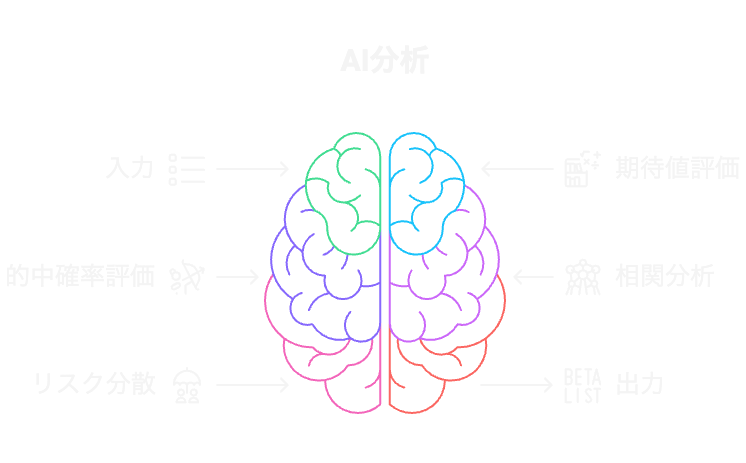 AI分析
入力
期待値評価
的中確率評価
相関分析
リスク分散
BETA
LIST
出力